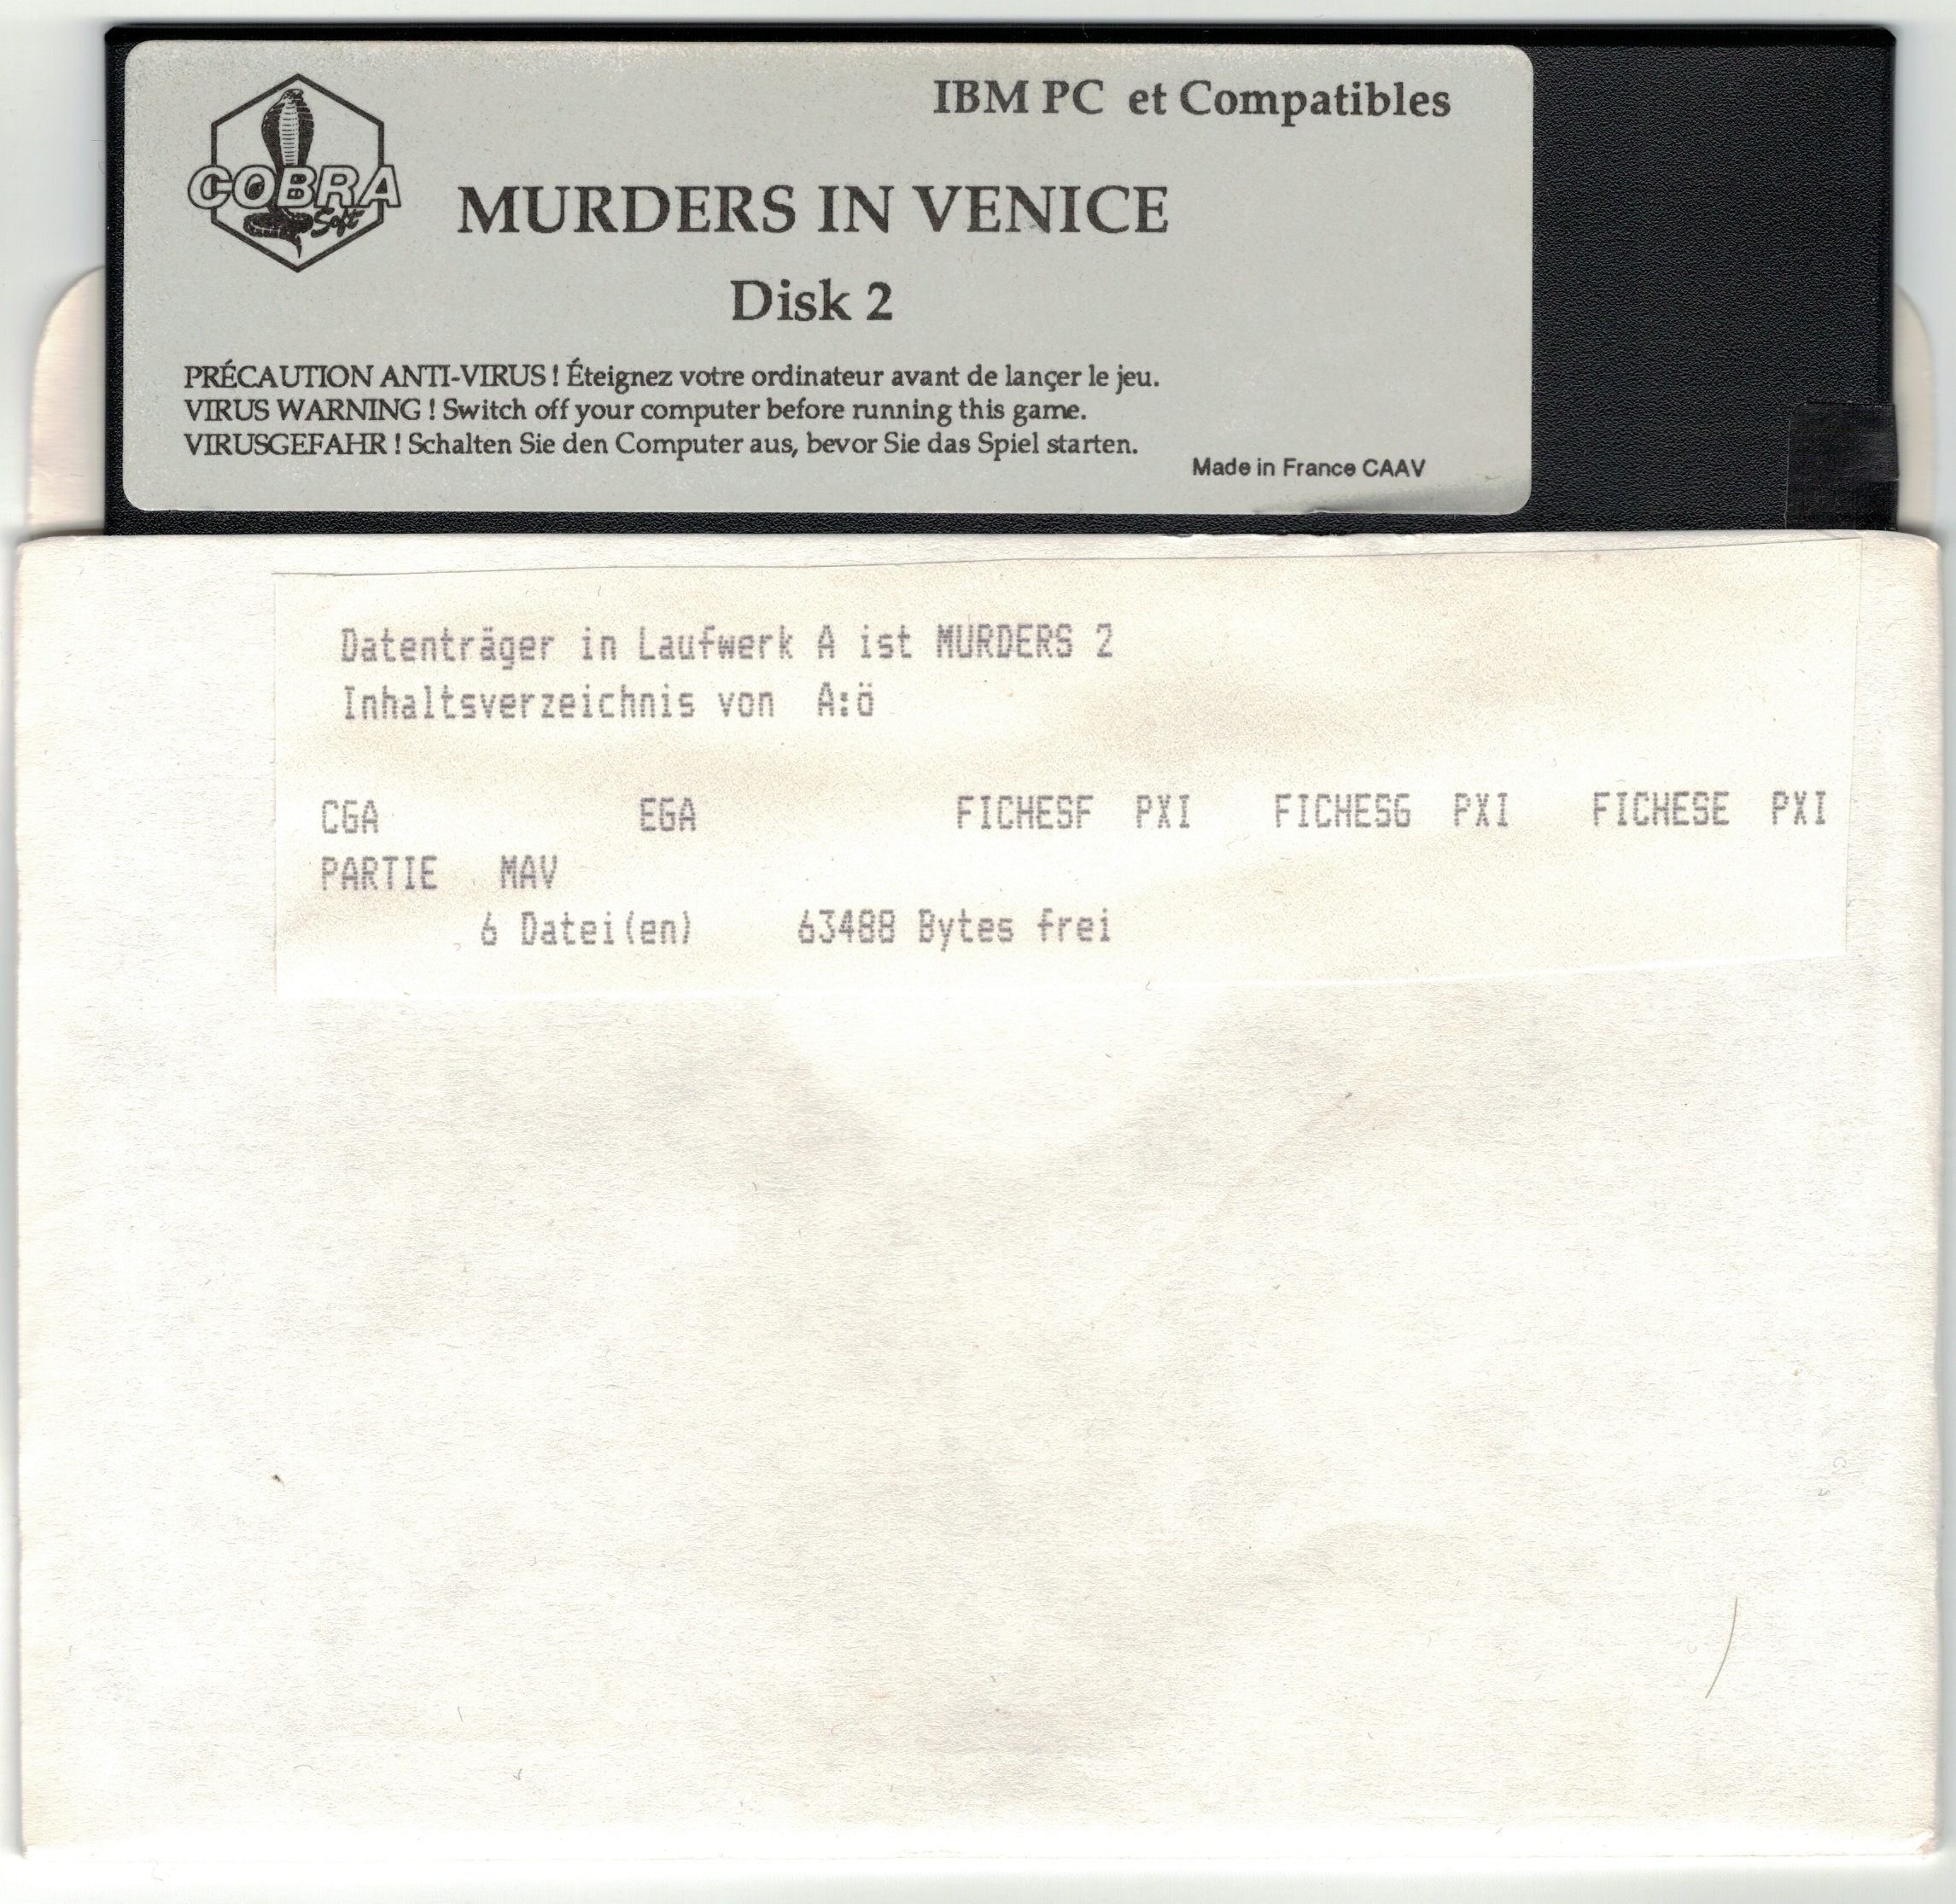 IBM PC et Compatibles
COBRA
Soft
MURDERS IN VENICE
Disk 2
PRÉCAUTION ANTI-VIRUS ! Éteignez votre ordinateur avant de lançer le jeu.
VIRUS WARNING ! Switch off your computer before running this game.
VIRUSGEFAHR ! Schalten Sie den Computer aus, bevor Sie das Spiel starten.
Made in France CAAV
Datenträger in Laufwerk A ist MURDERS 2
Inhaltsverzeichnis von A:ö
CGA EGA FICHESF PXI FICHESG PXI FICHESE PXI
PARTIE MAV
6 Datei(en) 63488 Bytes frei